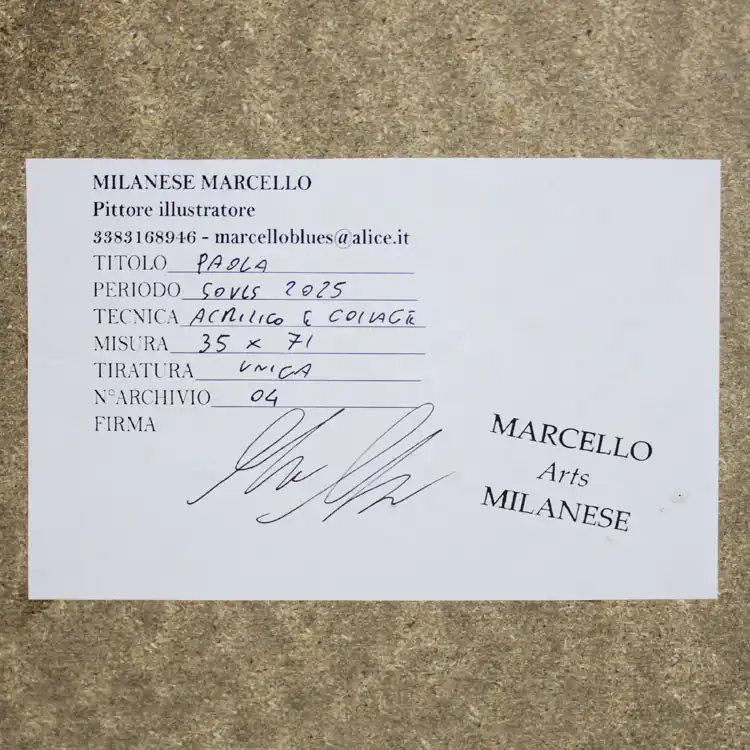 MILANESE MARCELLO
Pittore illustratore
3383168946 - marcelloblues@alice.it
TITOLO PAOLA
PERIODO SOULS 2025
TECNICA ACRILICO E COLLAGE
MISURA 35 x 71
TIRATURA UNICA
N°ARCHIVIO 04
FIRMA
MARCELLO
Arts
MILANESE